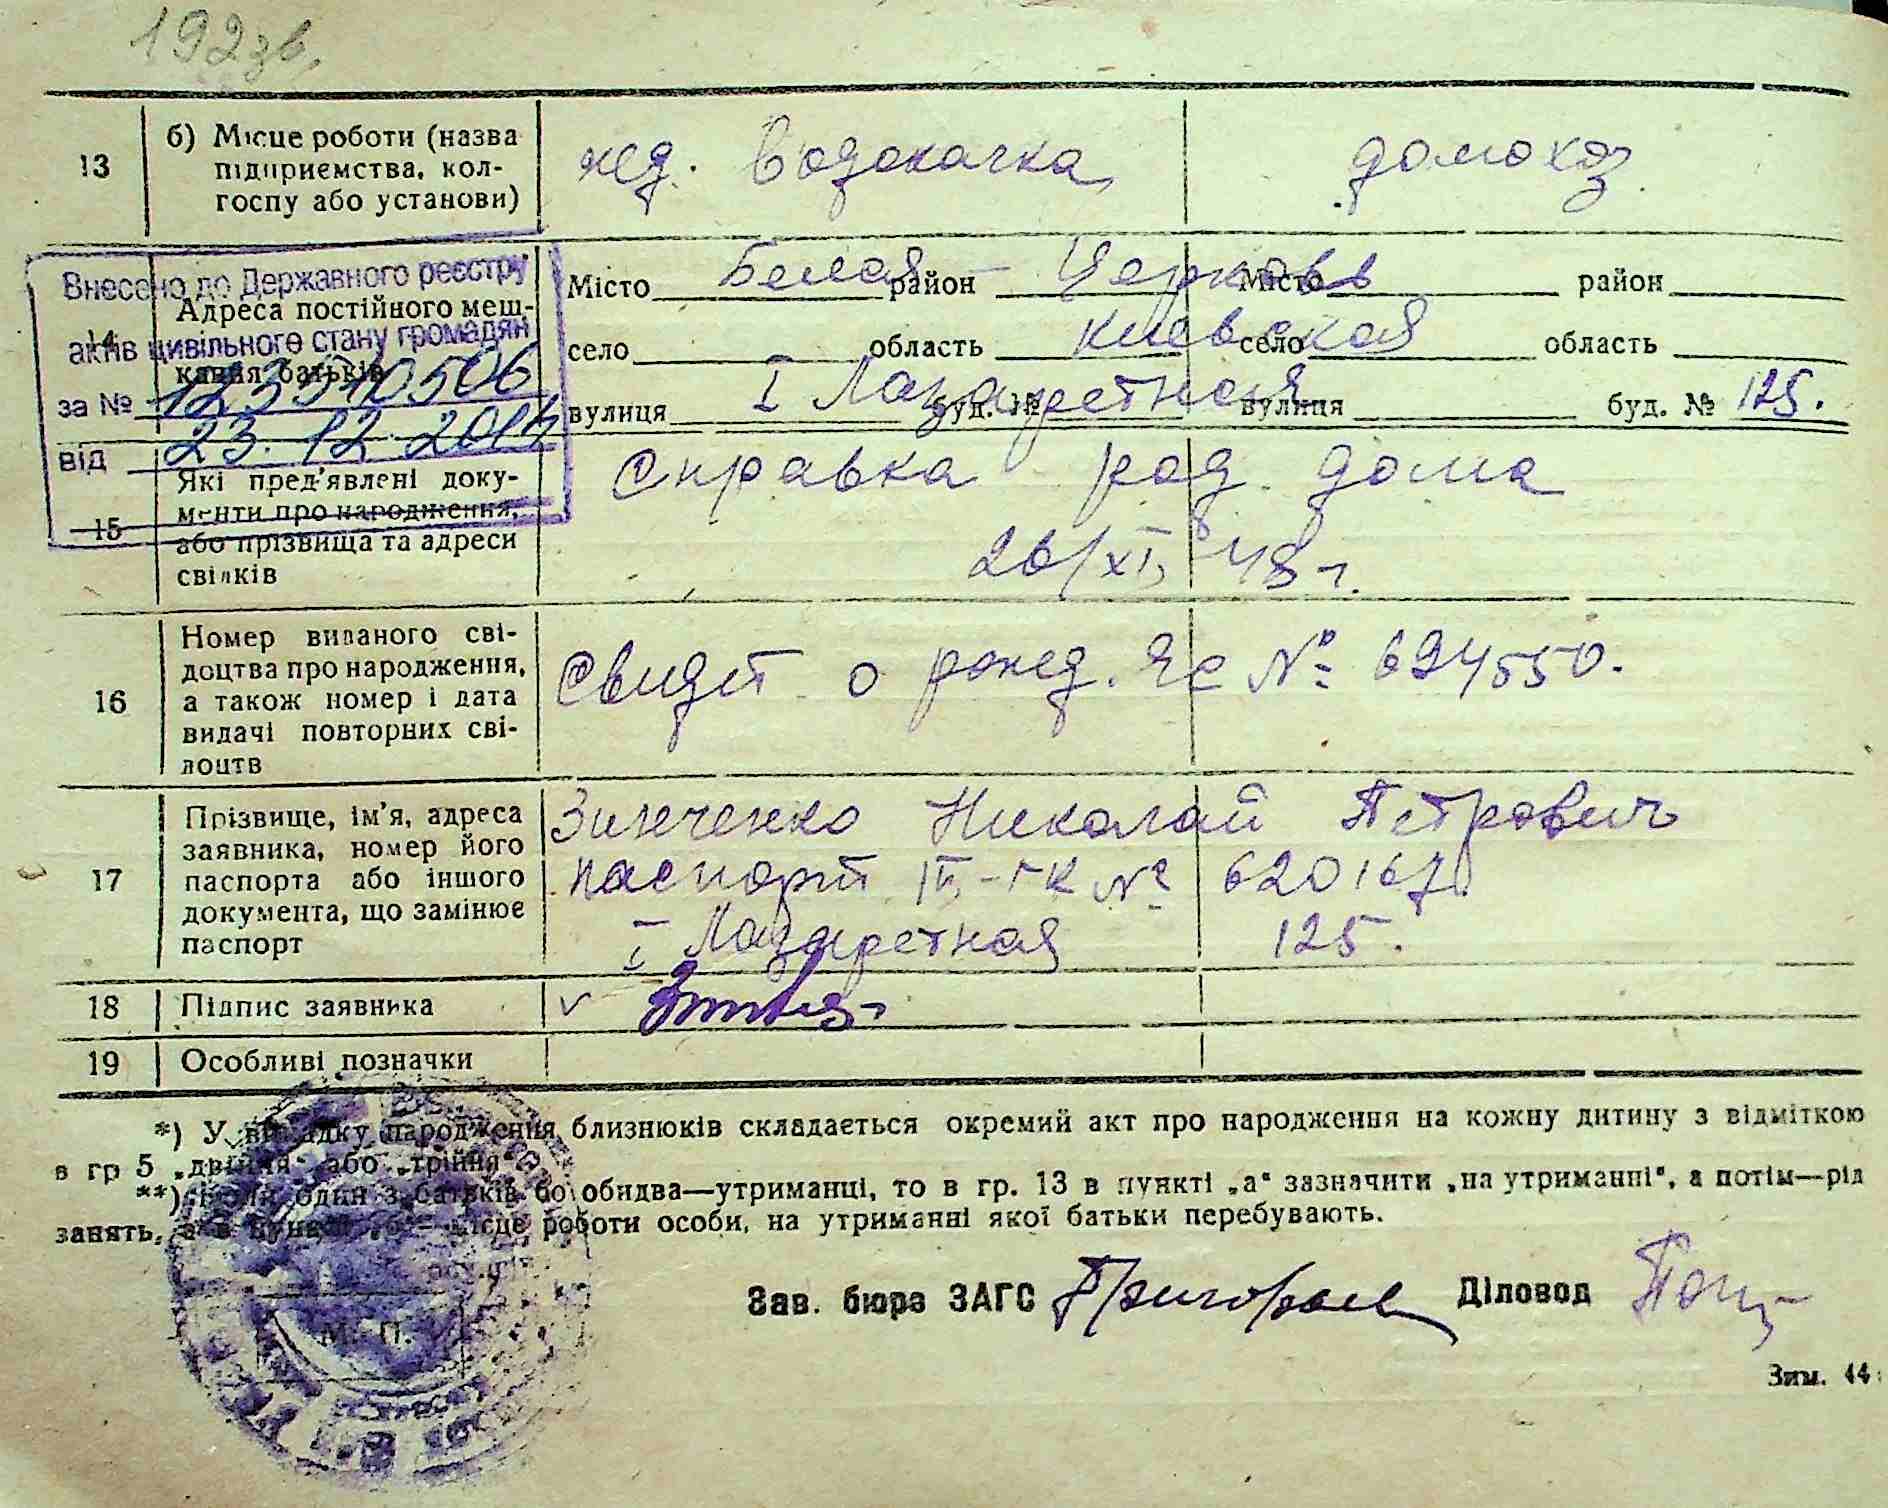 192зв.
13 б) Місце роботи (назва підприємства, колгоспу або установи) жд. Водокачка домохоз.
Внесено до Державного реєстру
актів цивільного стану громадян
за №
від 23.12.2014
14 Адреса постійного мешкання батьків
Місто Белая район Церковь Місто район
село область Киевская село область
вулиця I Лазаретная буд. № вулиця буд. № 125.
15 Які пред'явлені документи про народження, або прізвища та адреси свідків
Справка род. дома
26/XI 48 г.
16 Номер виданого свідоцтва про народження, а також номер і дата видачі повторних свідоцтв
Свидет о рожд. № 694550.
17 Прізвище, ім'я, адреса заявника, номер його паспорта або іншого документа, що замінює паспорт
Зинченко Николай Петрович
паспорт № 620167
I Лазаретная 125.
18 Підпис заявника
19 Особливі позначки
*) У випадку народження близнюків складається окремий акт про народження на кожну дитину з відміткою
в гр 5 „двійня" або „трійня".
**) Коли один з батьків бо обидва—утриманці, то в гр. 13 в пункті „а" зазначити „на утриманні", а потім—рід
занять, а в пункті „б"— місце роботи особи, на утриманні якої батьки перебувають.
М. П.
Зав. бюро ЗАГС Діловод
Зим. 44